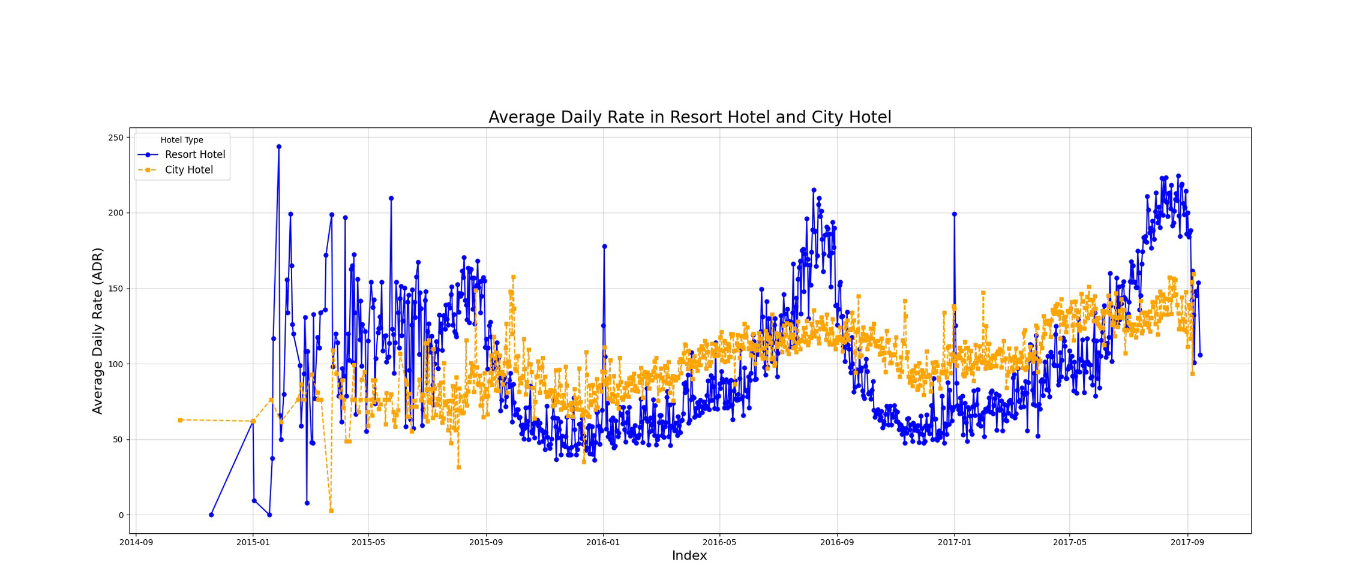 Average Daily Rate in Resort Hotel and City Hotel
Hotel Type
Resort Hotel
City Hotel
Average Daily Rate (ADR)
250
200
150
100
50
0
2014-09 2015-01 2015-05 2015-09 2016-01 2016-05 2016-09 2017-01 2017-05 2017-09
Index